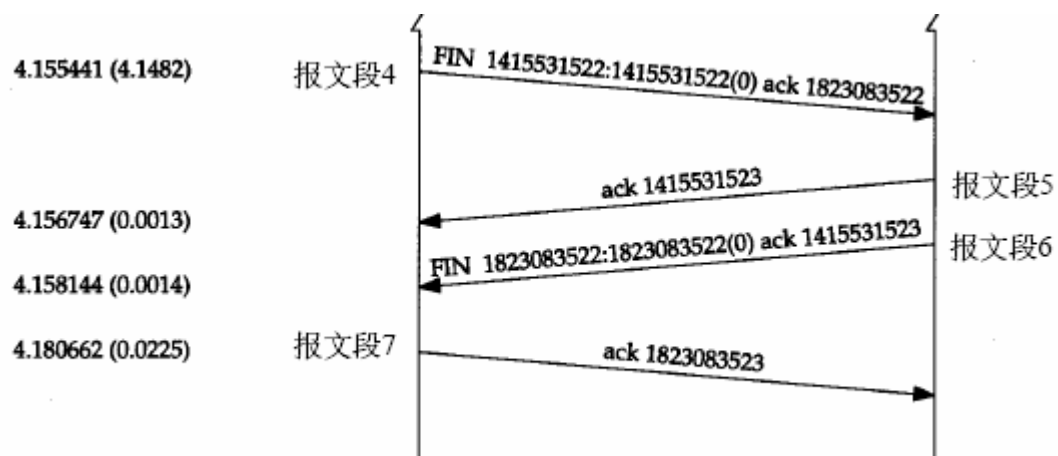 4.155441 (4.1482) 报文段4 FIN 1415531522:1415531522(0) ack 1823083522
ack 1415531523 报文段5
4.156747 (0.0013)
FIN 1823083522:1823083522(0) ack 1415531523 报文段6
4.158144 (0.0014)
4.180662 (0.0225) 报文段7 ack 1823083523